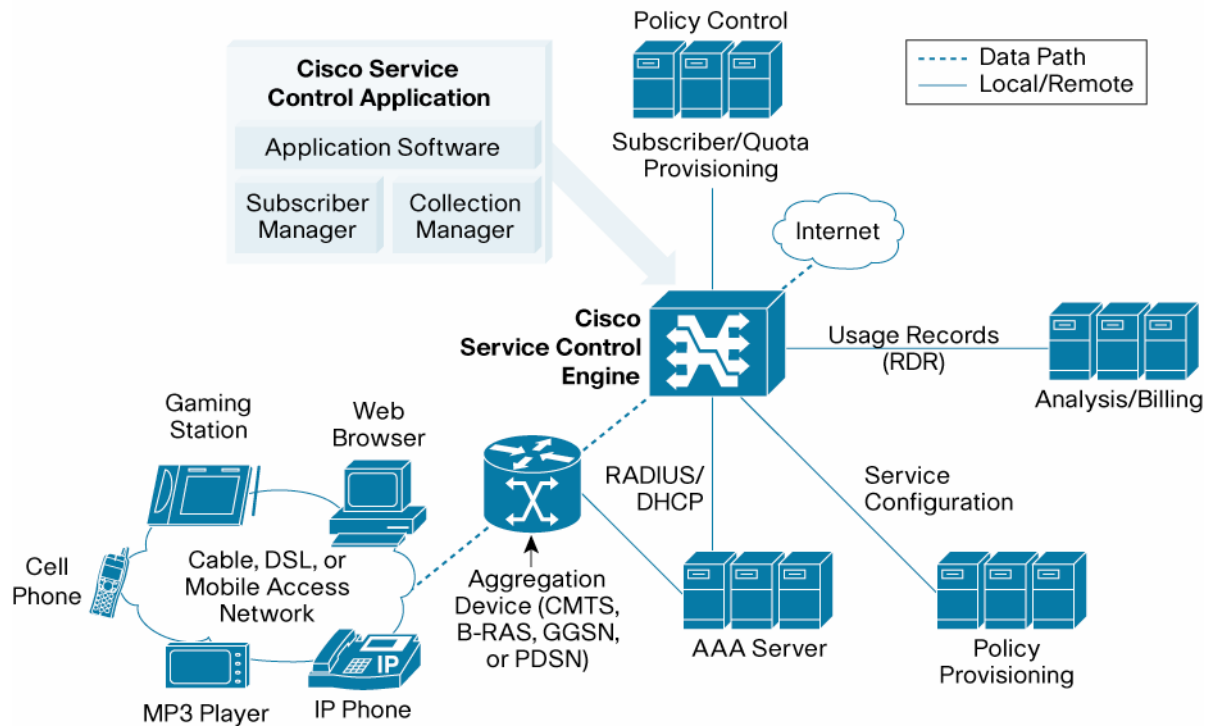 Policy Control
Data Path
Local/Remote
Cisco Service
Control Application
Application Software
Subscriber
Manager
Collection
Manager
Subscriber/Quota
Provisioning
Internet
Cisco
Service Control
Engine
Usage Records
(RDR)
Analysis/Billing
Gaming
Station
Web
Browser
RADIUS/
DHCP
Service
Configuration
Cell
Phone
Cable, DSL, or
Mobile Access
Network
Aggregation
Device (CMTS,
B-RAS, GGSN,
or PDSN)
AAA Server
Policy
Provisioning
IP
MP3 Player
IP Phone